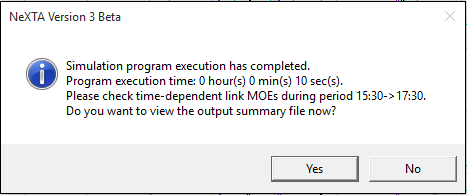 NeXTA Version 3 Beta
Simulation program execution has completed.
Program execution time: 0 hour(s) 0 min(s) 10 sec(s).
Please check time-dependent link MOEs during period 15:30->17:30.
Do you want to view the output summary file now?
Yes
No